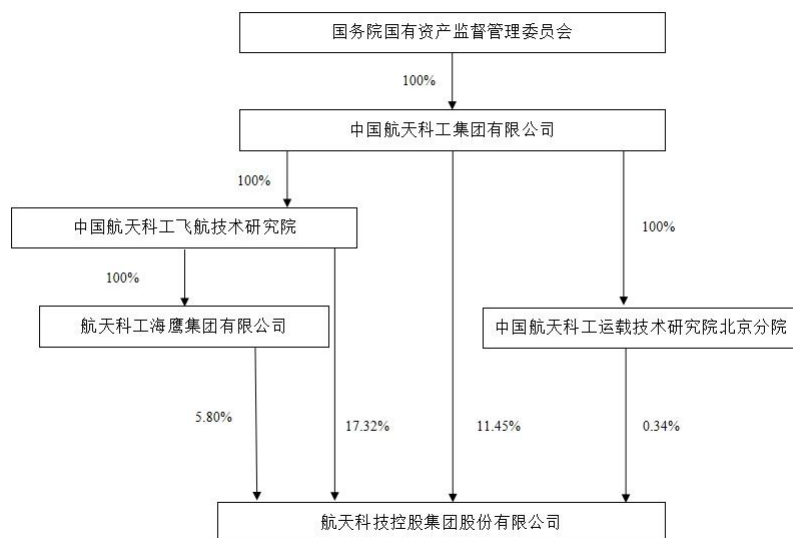 国务院国有资产监督管理委员会
100%
中国航天科工集团有限公司
100%
中国航天科工飞航技术研究院
100%
100%
航天科工海鹰集团有限公司
中国航天科工运载技术研究院北京分院
5.80%
17.32%
11.45%
0.34%
航天科技控股集团股份有限公司